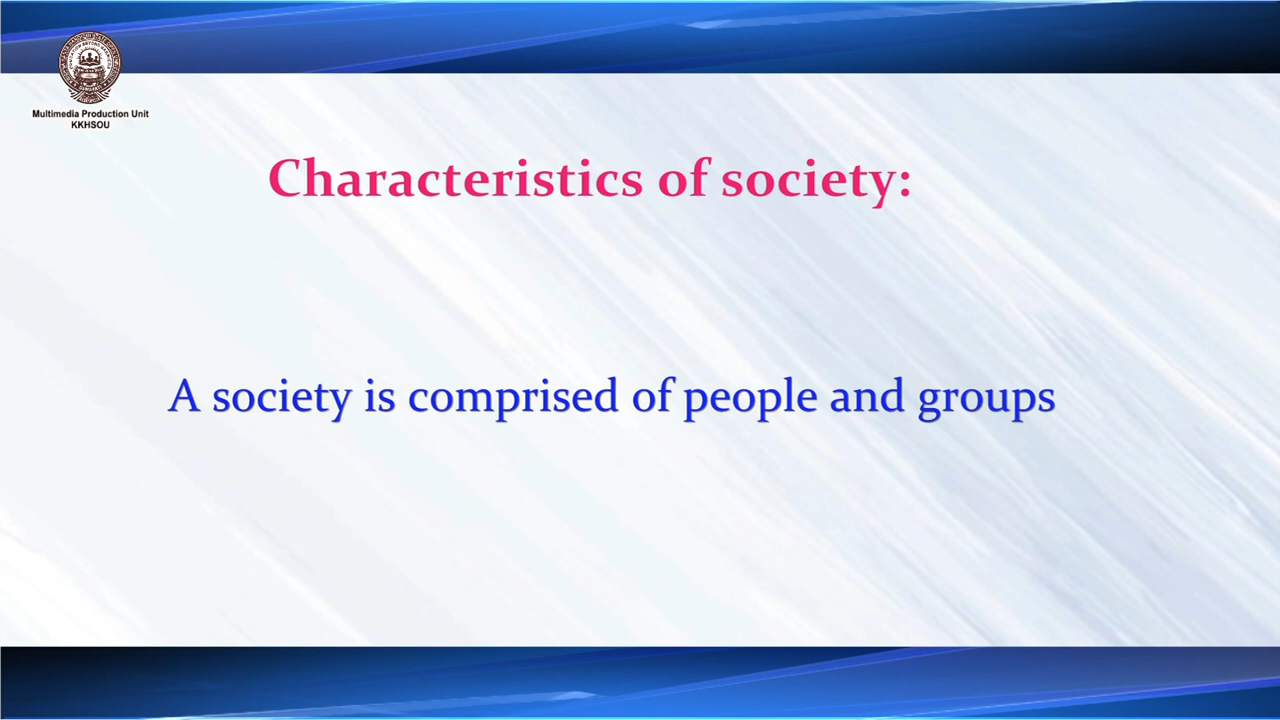 Multimedia Production Unit
KKHSOU
Characteristics of society:
A society is comprised of people and groups